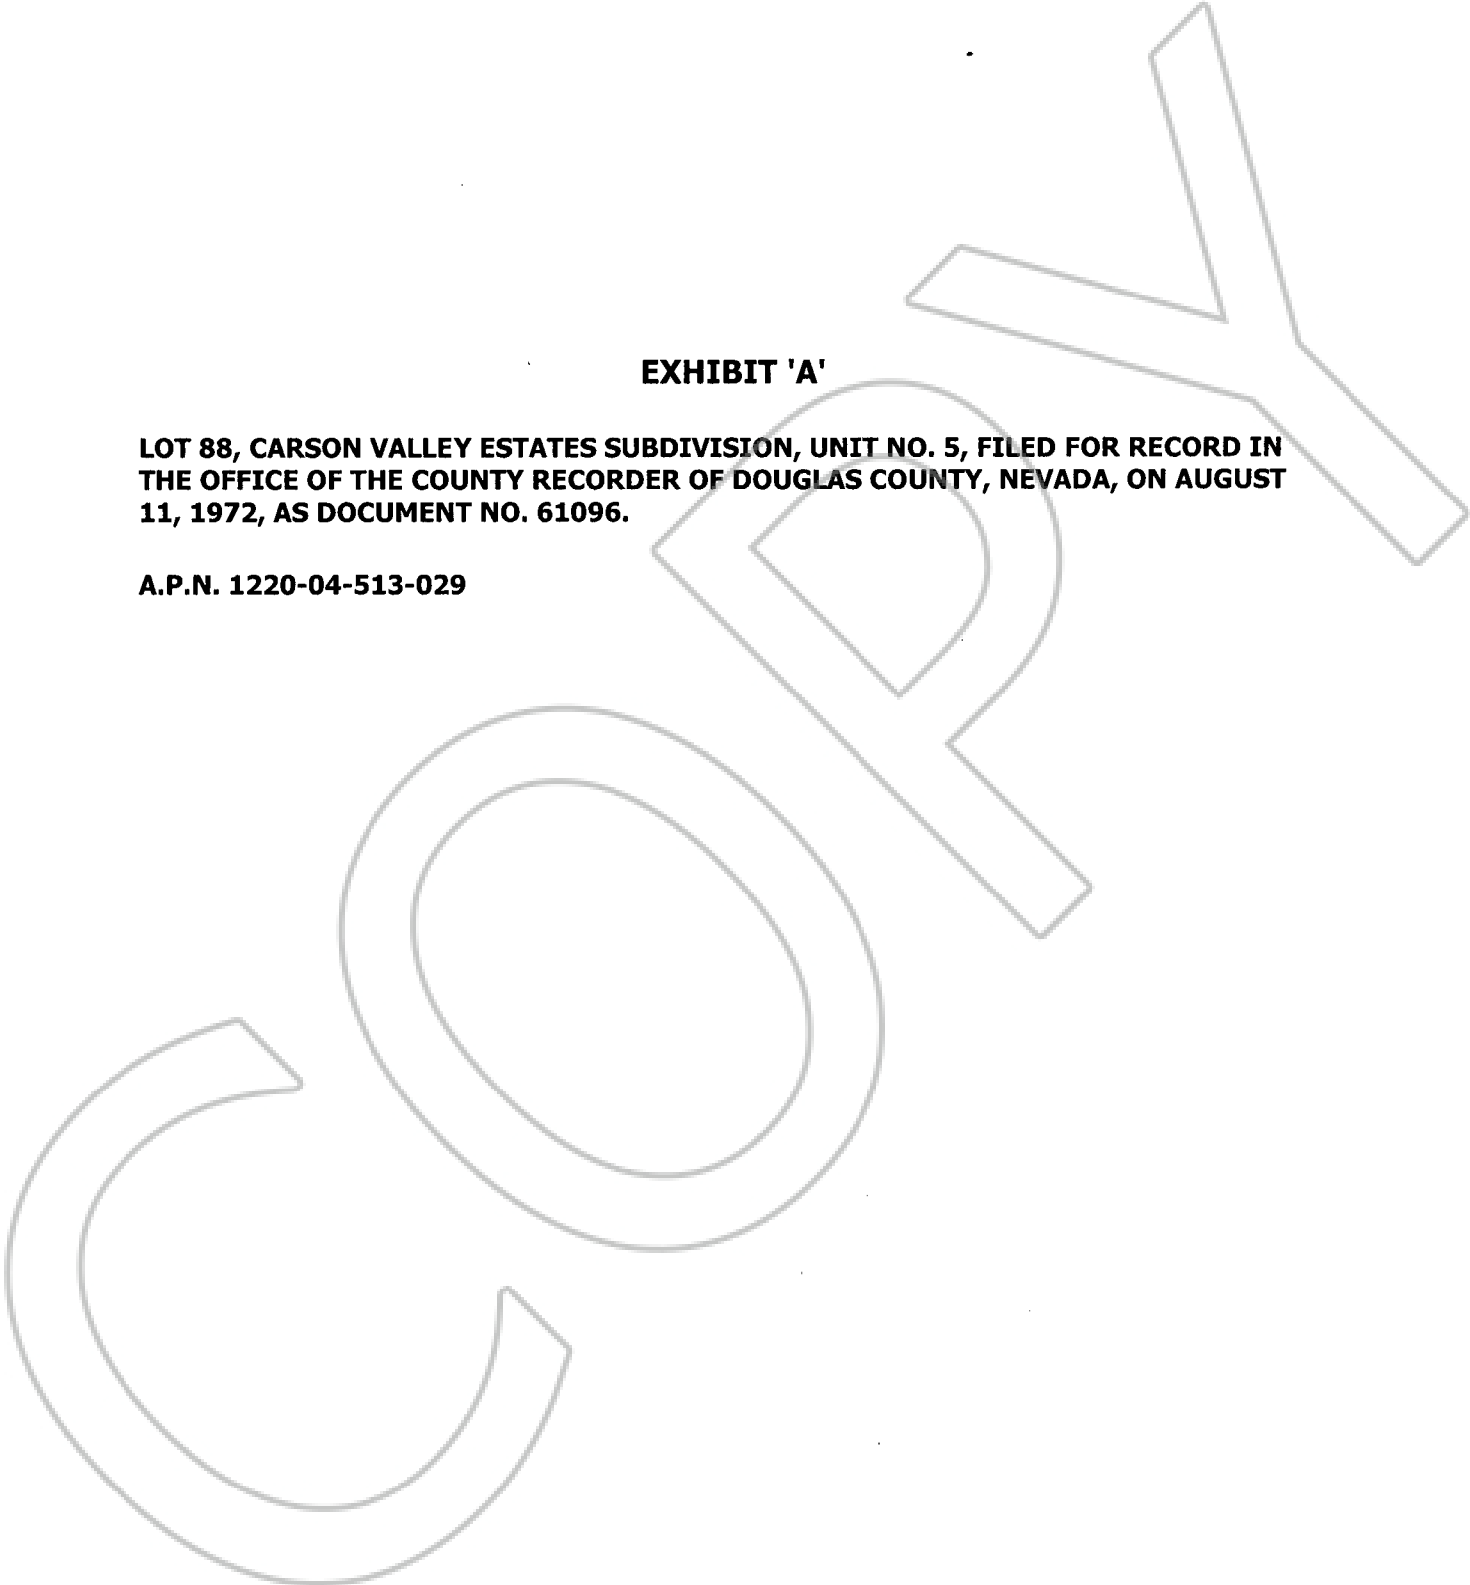 EXHIBIT 'A'
LOT 88, CARSON VALLEY ESTATES SUBDIVISION, UNIT NO. 5, FILED FOR RECORD IN
THE OFFICE OF THE COUNTY RECORDER OF DOUGLAS COUNTY, NEVADA, ON AUGUST
11, 1972, AS DOCUMENT NO. 61096.
A.P.N. 1220-04-513-029
COPY